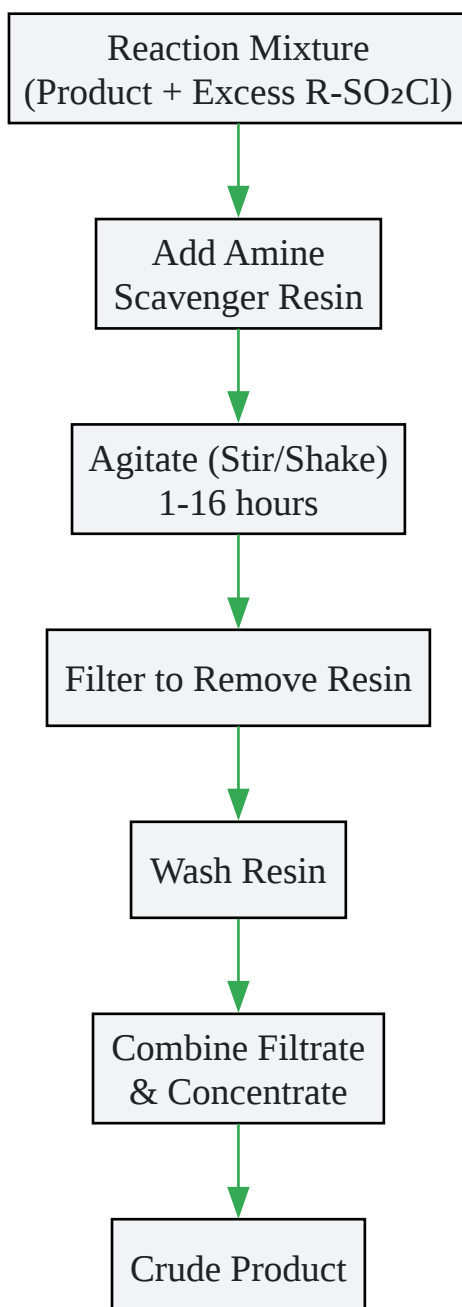 Reaction Mixture
(Product + Excess R-SO₂Cl)
Add Amine
Scavenger Resin
Agitate (Stir/Shake)
1-16 hours
Filter to Remove Resin
Wash Resin
Combine Filtrate
& Concentrate
Crude Product